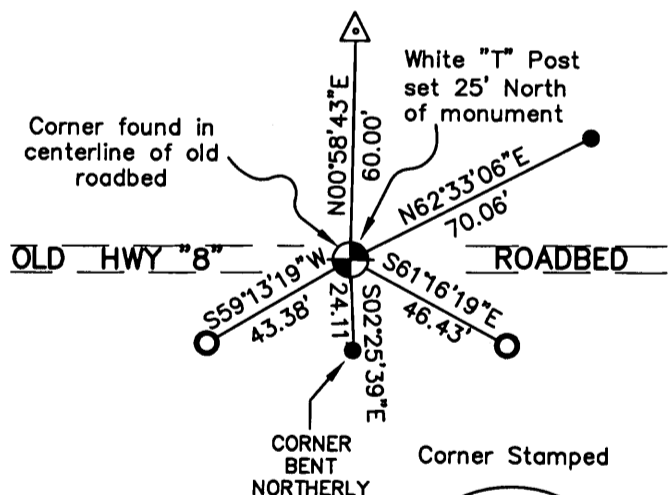 White "T" Post
set 25' North
of monument
Corner found in
centerline of old
roadbed
N00°58'43"E
60.00'
N62°33'06"E
70.06'
OLD HWY "8"
ROADBED
S59°13'19"W
43.38'
24.11
S02°25'39"E
S61°16'19"E
46.43'
CORNER
BENT
NORTHERLY
Corner Stamped